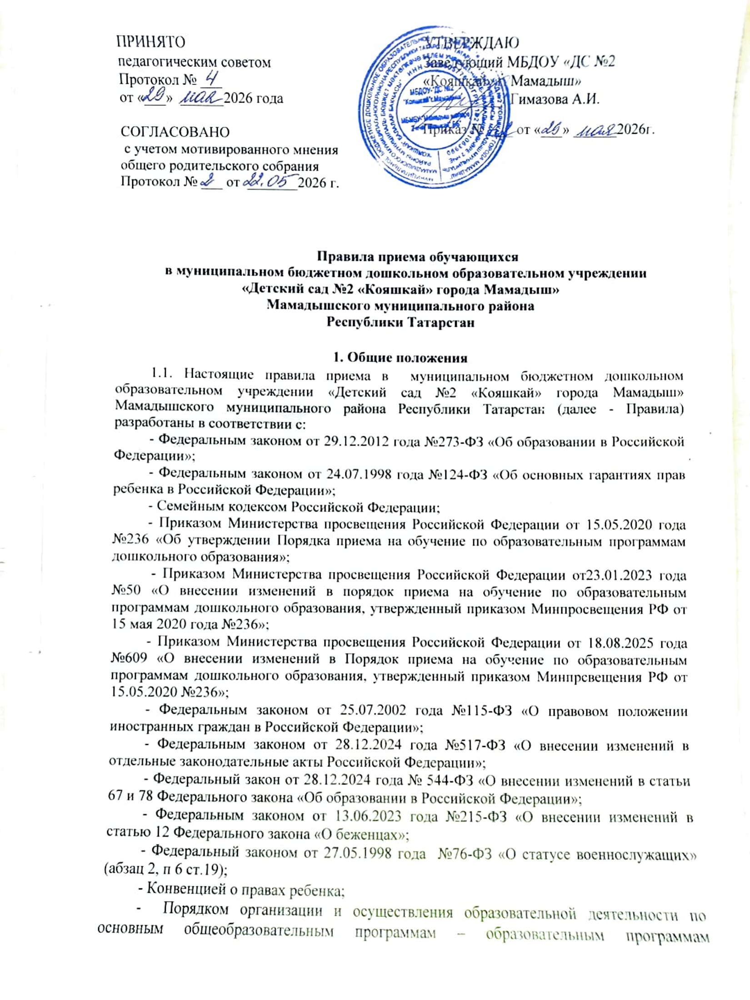 ПРИНЯТО
педагогическим советом
Протокол № 4
от «29» мая 2026 года
СОГЛАСОВАНО
с учетом мотивированного мнения
общего родительского собрания
Протокол № 2 от 22.05 2026 г.
УТВЕРЖДАЮ
Заведующий МБДОУ «ДС №2
«Кояшкай» г. Мамадыш»
Гимазова А.И.
Приказ № от «29» мая 2026г.
МБДОУ "ДС №2
"Кояшкай" г.Мамадыш"
Правила приема обучающихся
в муниципальном бюджетном дошкольном образовательном учреждении
«Детский сад №2 «Кояшкай» города Мамадыш»
Мамадышского муниципального района
Республики Татарстан
1. Общие положения
1.1. Настоящие правила приема в муниципальном бюджетном дошкольном
образовательном учреждении «Детский сад №2 «Кояшкай» города Мамадыш»
Мамадышского муниципального района Республики Татарстан (далее - Правила)
разработаны в соответствии с:
- Федеральным законом от 29.12.2012 года №273-ФЗ «Об образовании в Российской
Федерации»;
- Федеральным законом от 24.07.1998 года №124-ФЗ «Об основных гарантиях прав
ребенка в Российской Федерации»;
- Семейным кодексом Российской Федерации;
- Приказом Министерства просвещения Российской Федерации от 15.05.2020 года
№236 «Об утверждении Порядка приема на обучение по образовательным программам
дошкольного образования»;
- Приказом Министерства просвещения Российской Федерации от23.01.2023 года
№50 «О внесении изменений в порядок приема на обучение по образовательным
программам дошкольного образования, утвержденный приказом Минпросвещения РФ от
15 мая 2020 года №236»;
- Приказом Министерства просвещения Российской Федерации от 18.08.2025 года
№609 «О внесении изменений в Порядок приема на обучение по образовательным
программам дошкольного образования, утвержденный приказом Минпрсвещения РФ от
15.05.2020 №236»;
- Федеральным законом от 25.07.2002 года №115-ФЗ «О правовом положении
иностранных граждан в Российской Федерации»;
- Федеральным законом от 28.12.2024 года №517-ФЗ «О внесении изменений в
отдельные законодательные акты Российской Федерации»;
- Федеральный закон от 28.12.2024 года № 544-ФЗ «О внесении изменений в статьи
67 и 78 Федерального закона «Об образовании в Российской Федерации»;
- Федеральным законом от 13.06.2023 года №215-ФЗ «О внесении изменений в
статью 12 Федерального закона «О беженцах»;
- Федеральный законом от 27.05.1998 года №76-ФЗ «О статусе военнослужащих»
(абзац 2, п 6 ст.19);
- Конвенцией о правах ребенка;
- Порядком организации и осуществления образовательной деятельности по
основным общеобразовательным программам – образовательным программам